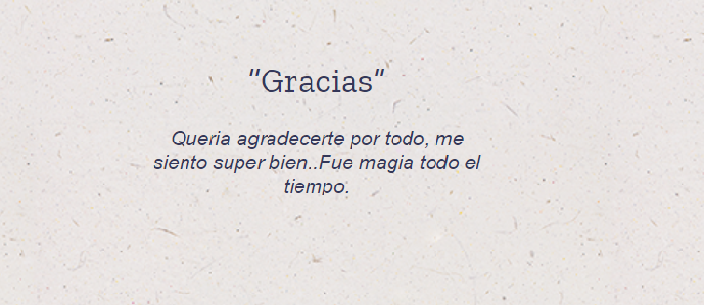 "Gracias"
Queria agradecerte por todo, me
siento super bien..Fue magia todo el
tiempo.